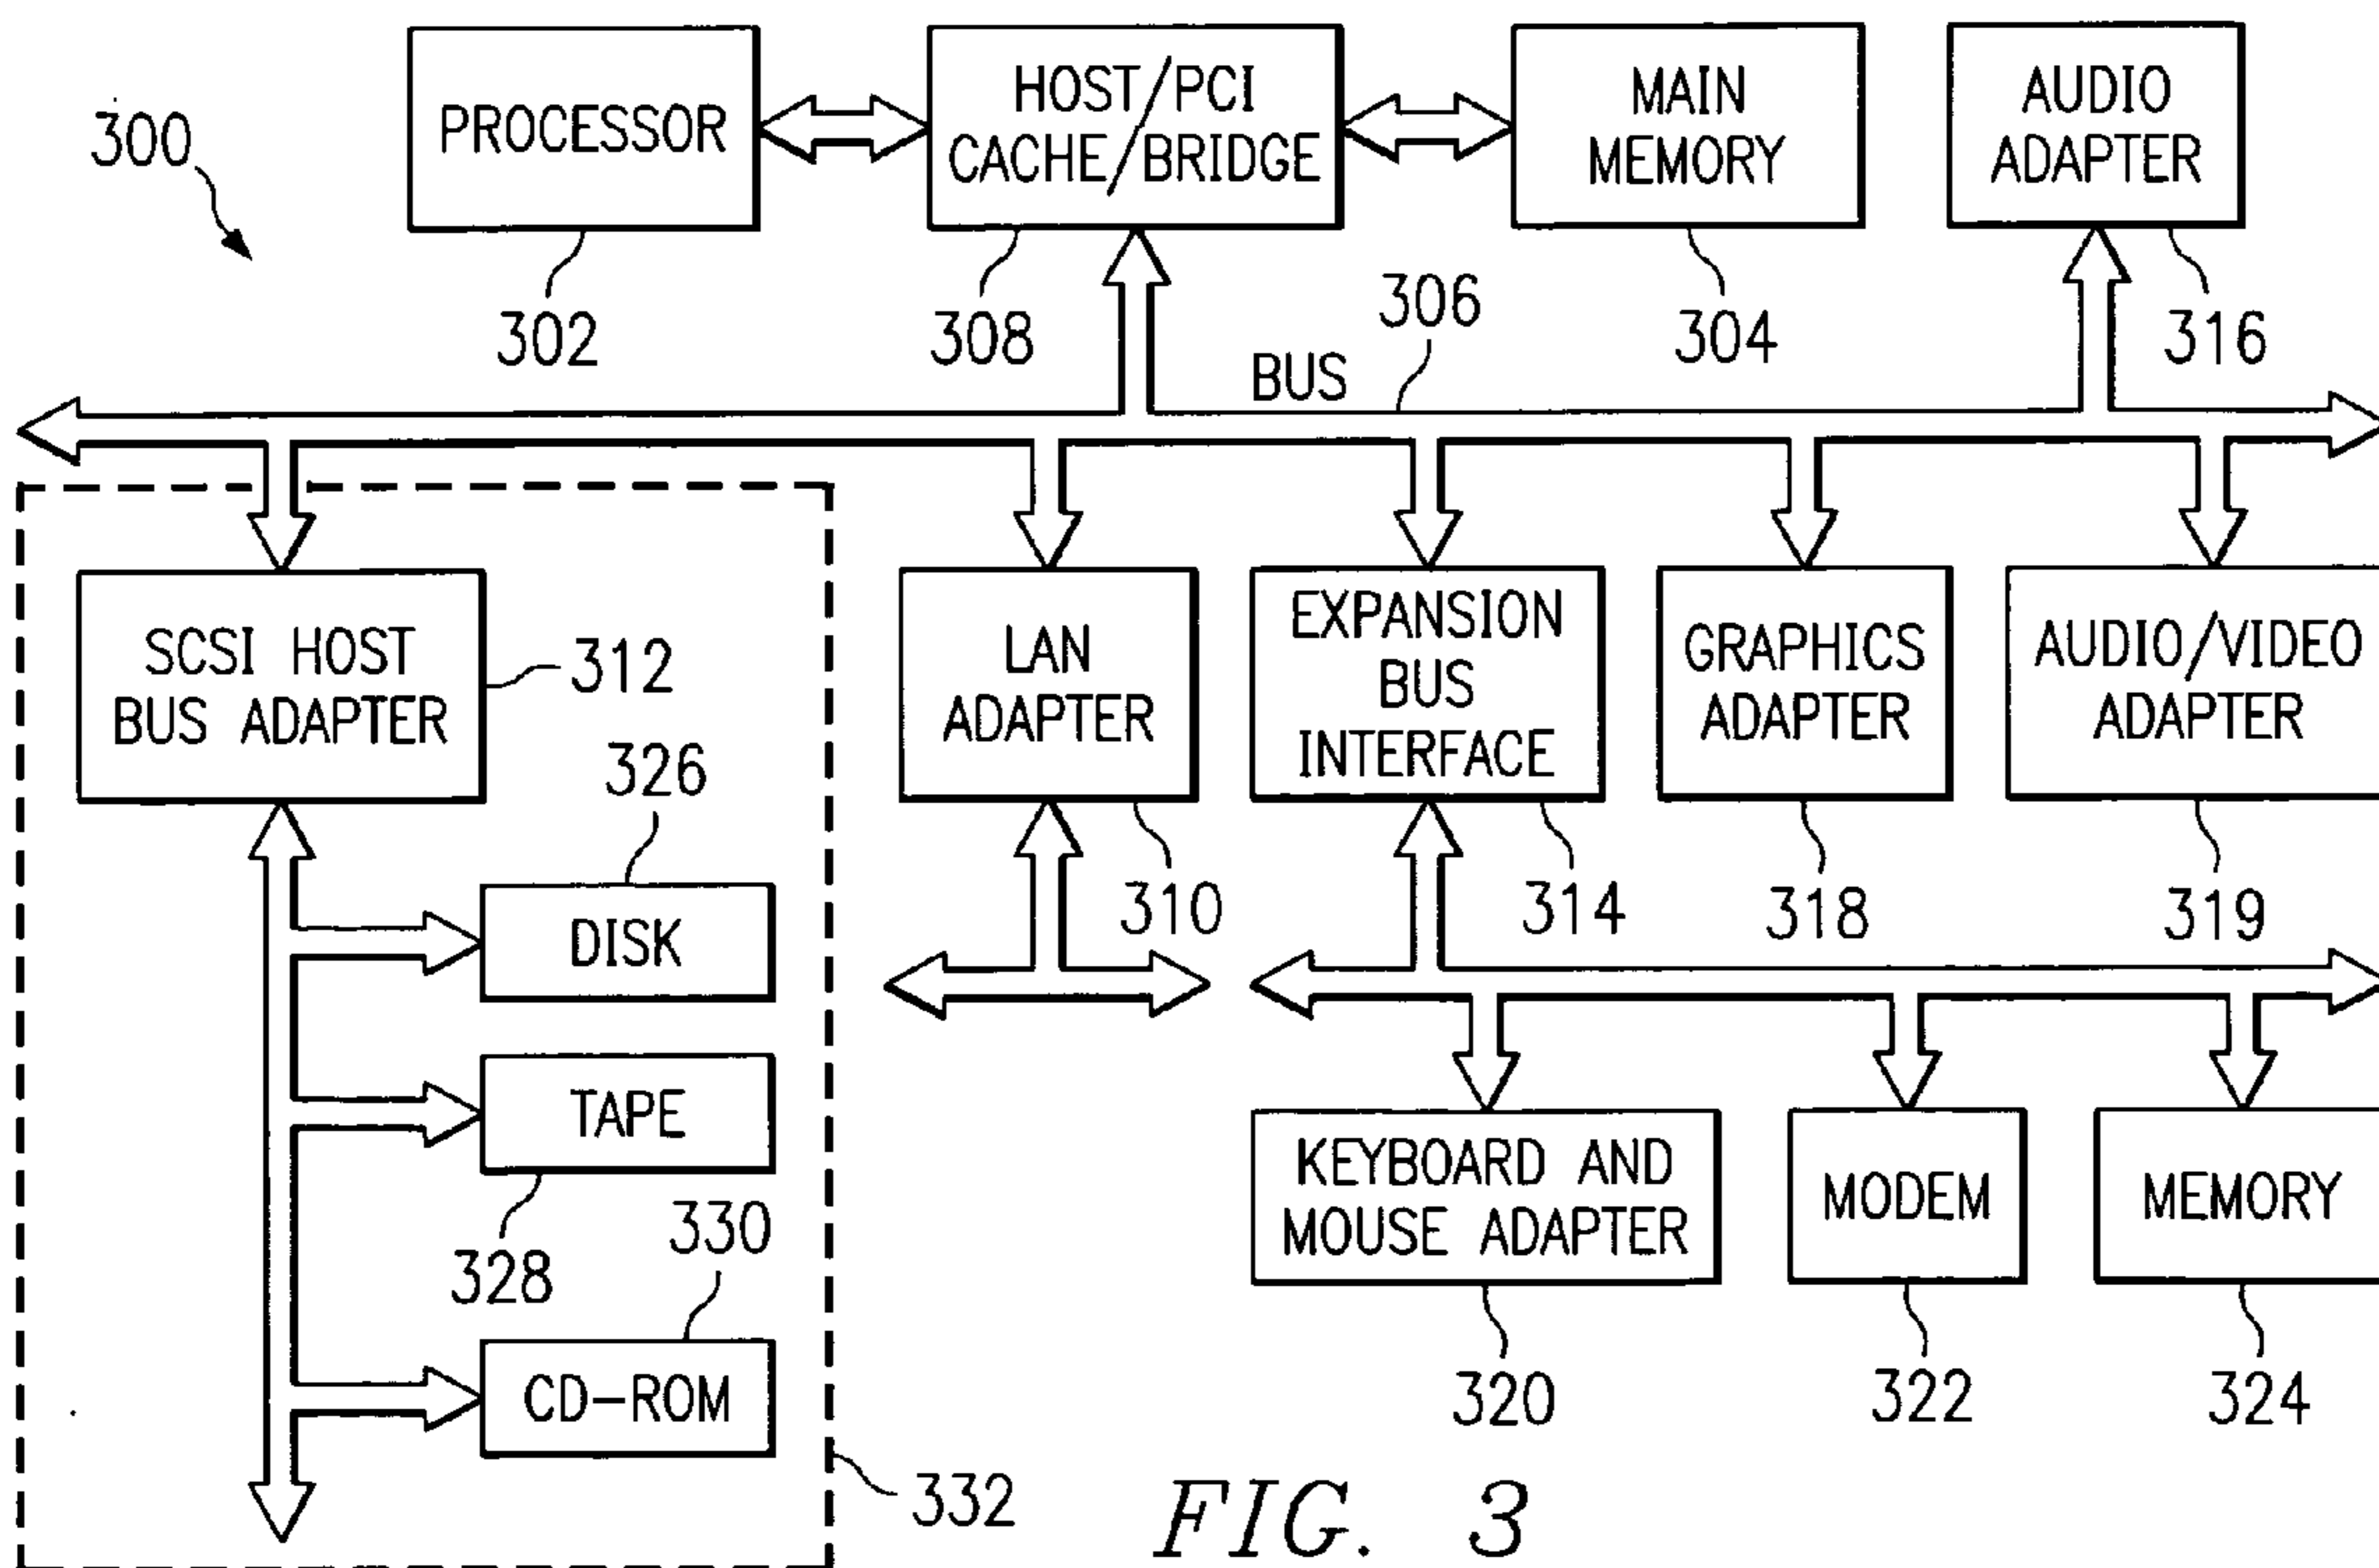 PROCESSOR
HOST/PCI
CACHE/BRIDGE
MAIN
MEMORY
AUDIO
ADAPTER
300
302
308
306
304
316
BUS
SCSI HOST
BUS ADAPTER
312
LAN
ADAPTER
EXPANSION
BUS
INTERFACE
GRAPHICS
ADAPTER
AUDIO/VIDEO
ADAPTER
326
310
314
318
319
DISK
TAPE
328
330
CD-ROM
332
KEYBOARD AND
MOUSE ADAPTER
MODEM
MEMORY
320
322
324
FIG. 3